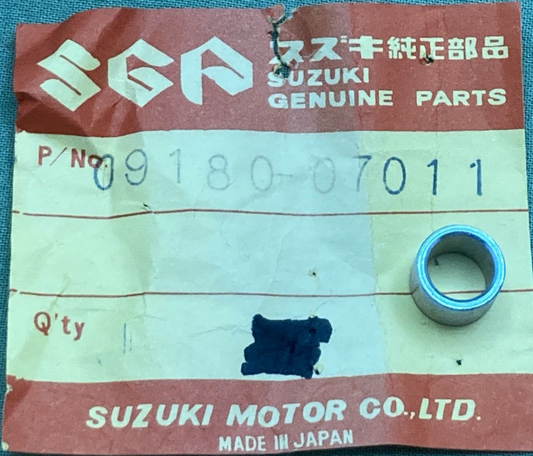 SGP スズキ純正部品
SUZUKI
GENUINE PARTS
P/No. 09180-07011
Q'ty 1
SUZUKI MOTOR CO.,LTD.
MADE IN JAPAN